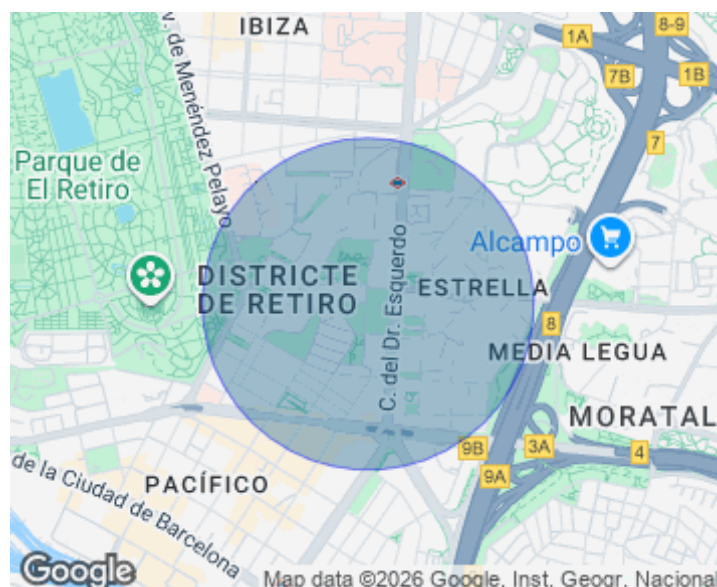 IBIZA
1A
8-9
7B
1B
v. de Menéndez Pelayo
7
Parque de
El Retiro
Alcampo
DISTRICTE
DE RETIRO
C. del Dr. Esquerdo
ESTRELLA
8
MEDIA LEGUA
MORATAL
9B
3A
4
9A
PACÍFICO
de la Ciudad de Barcelona
Google
Map data ©2026 Google, Inst. Geogr. Nacional